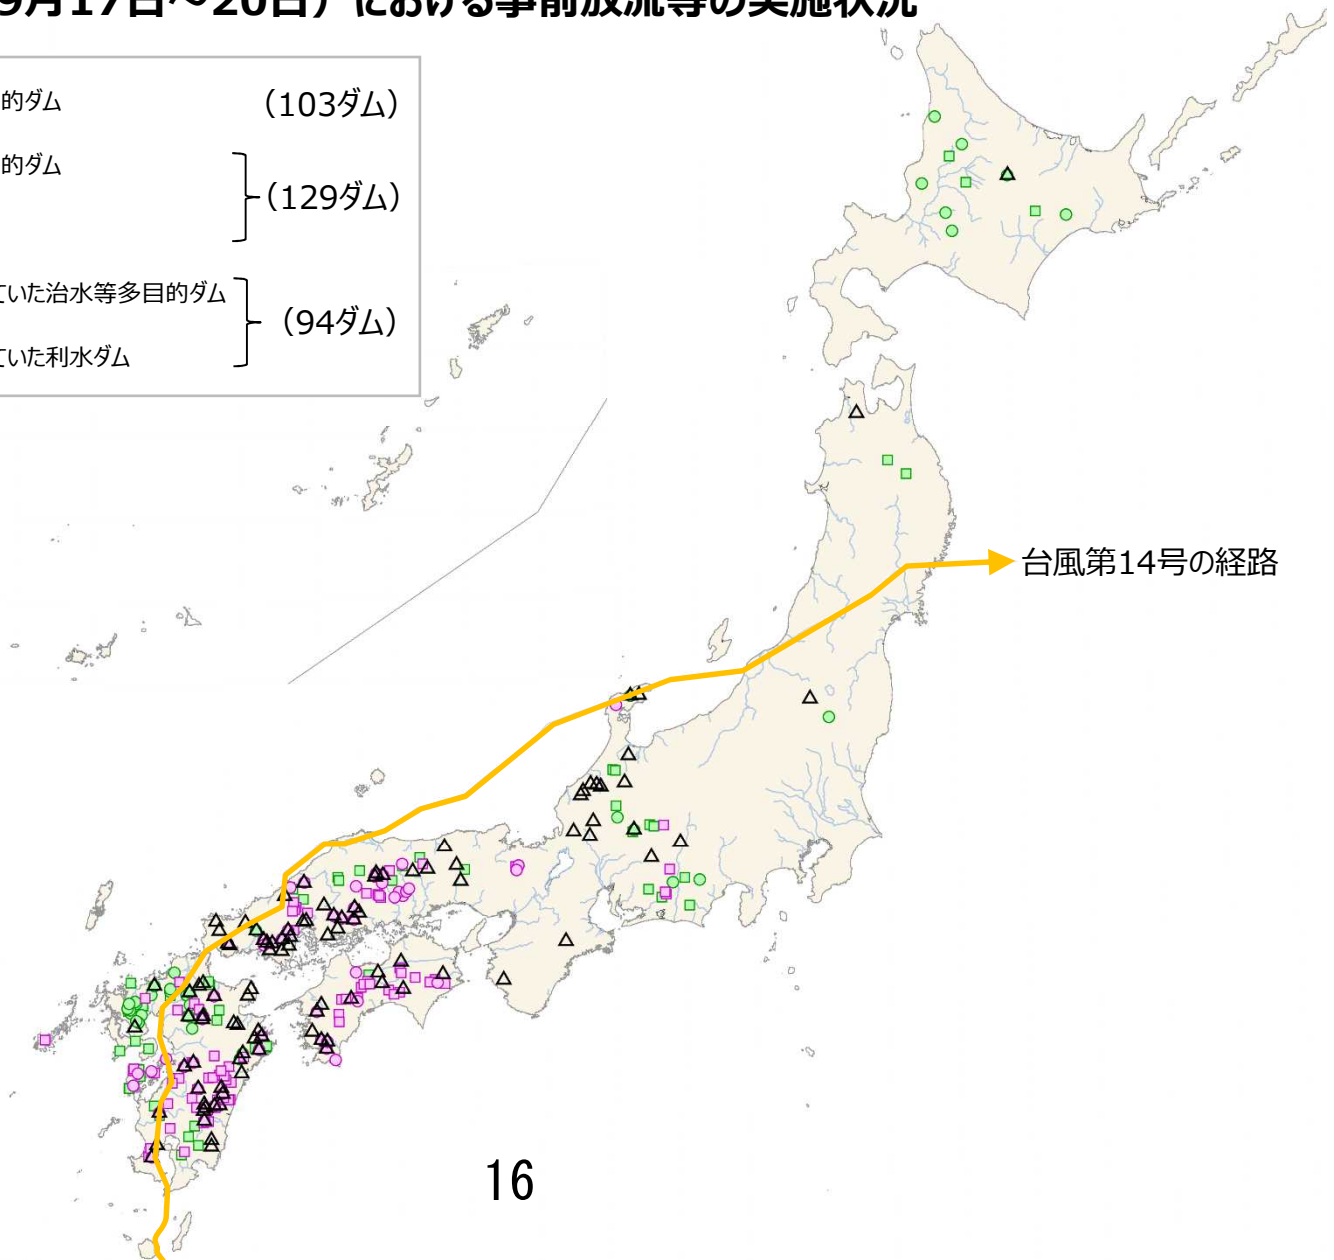 9月17日～20日）における事前放流等の実施状況
的ダム （103ダム）
的ダム
（129ダム）
ていた治水等多目的ダム
（94ダム）
ていた利水ダム
台風第14号の経路
16